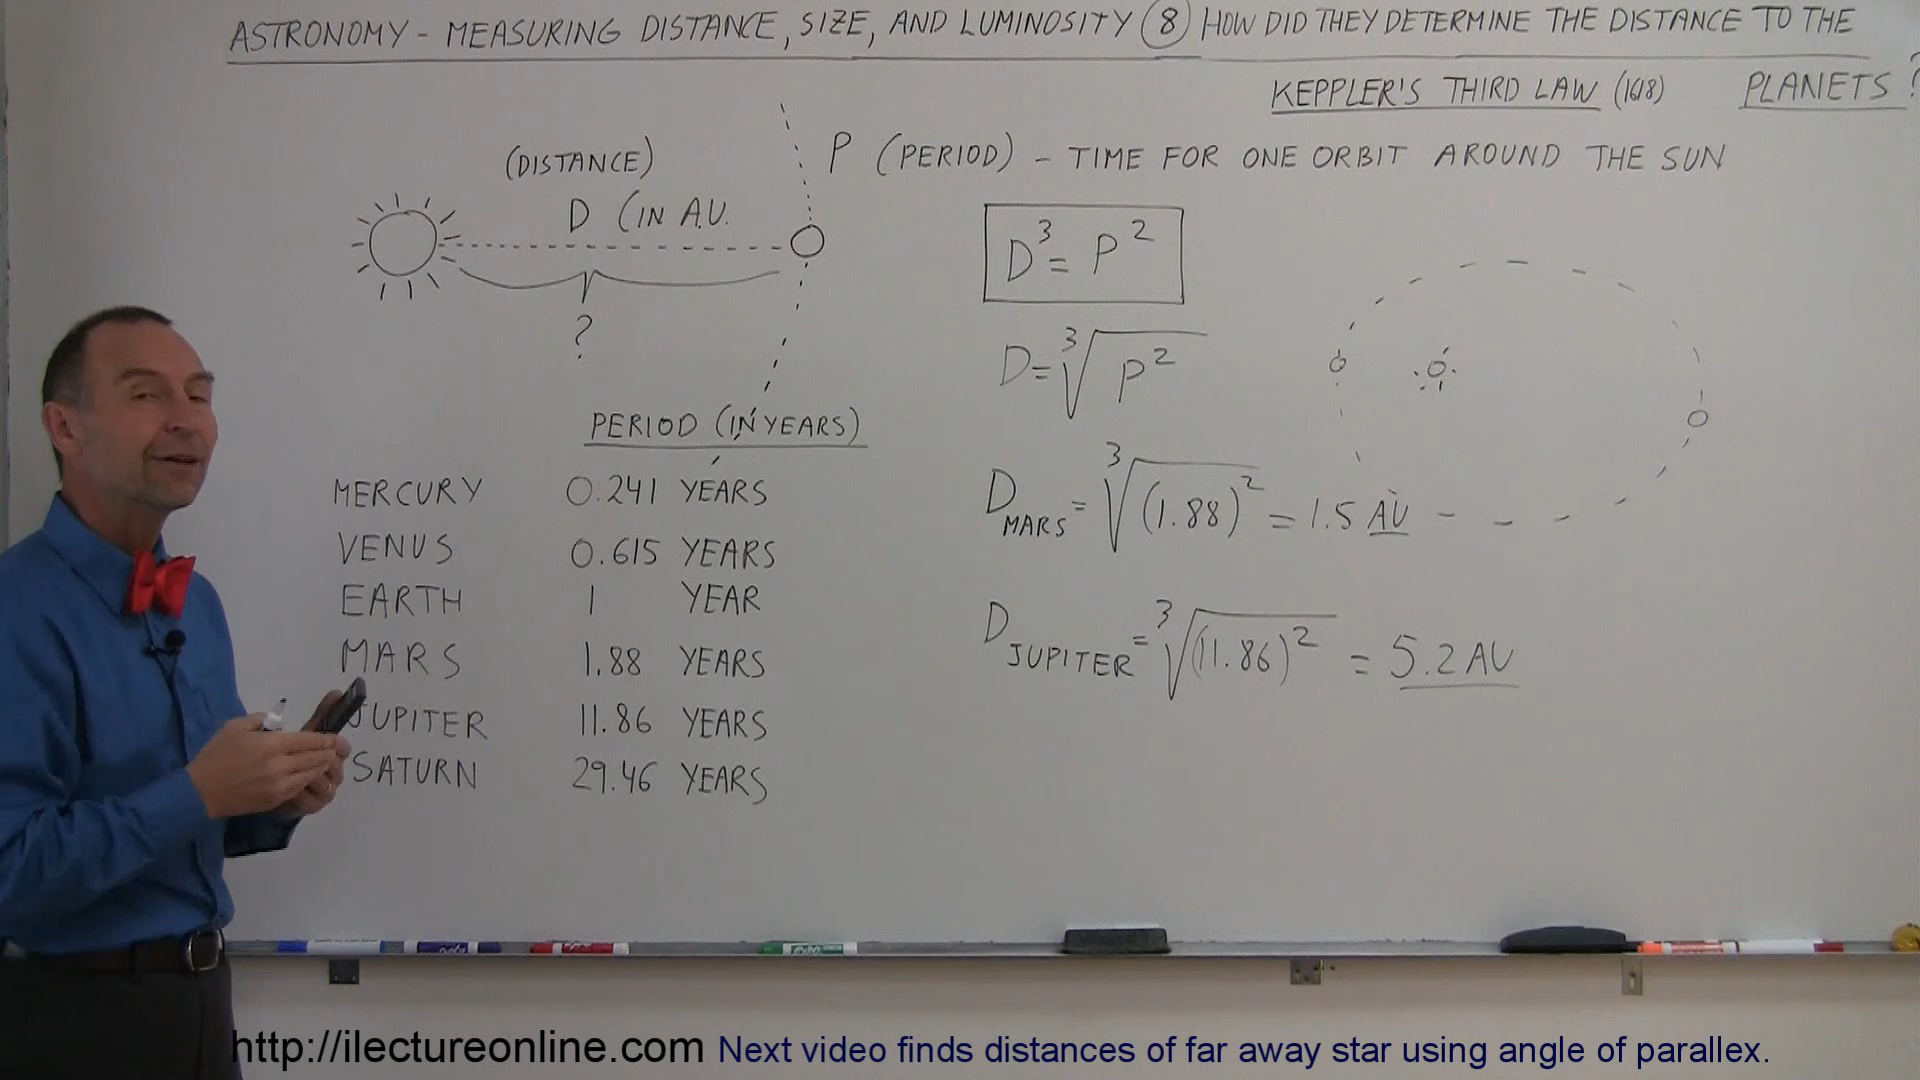 ASTRONOMY - MEASURING DISTANCE, SIZE, AND LUMINOSITY 8 HOW DID THEY DETERMINE THE DISTANCE TO THE
KEPPLER'S THIRD LAW (1618) PLANETS?
(DISTANCE)
P (PERIOD) - TIME FOR ONE ORBIT AROUND THE SUN
D (IN A.U.
?
D³ = P²
D = ³√P²
PERIOD (IN YEARS)
MERCURY 0.241 YEARS
VENUS 0.615 YEARS
EARTH 1 YEAR
MARS 1.88 YEARS
JUPITER 11.86 YEARS
SATURN 29.46 YEARS
D MARS = ³√(1.88)² = 1.5 AU
D JUPITER = ³√(11.86)² = 5.2 AU
http://ilectureonline.com Next video finds distances of far away star using angle of parallex.